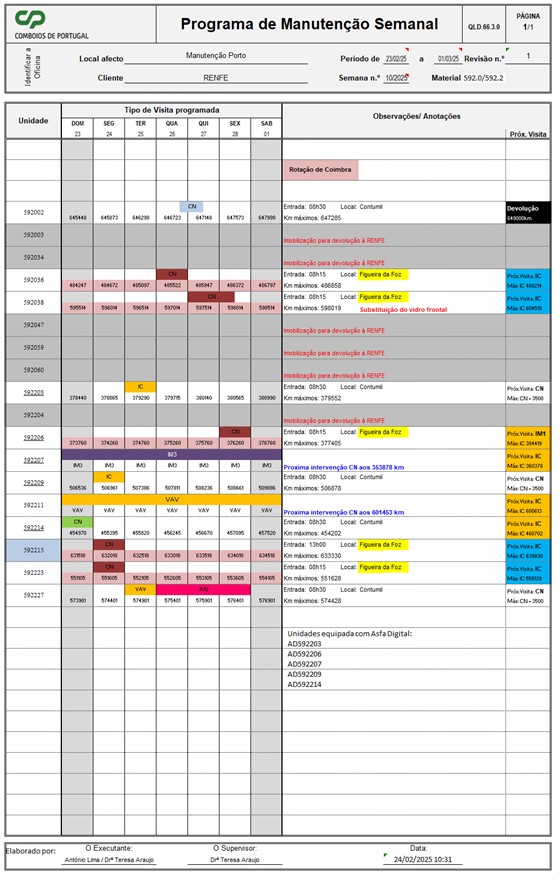 CP
COMBOIOS DE PORTUGAL
Programa de Manutenção Semanal
QLD.66.3.0
PÁGINA
1/1
Identificar a Oficina
Local afecto Manutenção Porto
Periodo de 23/02/25 a 01/03/25 Revisão n.º 1
Cliente RENFE
Semana n.º 10/2025 Material 592.0/592.2
Unidade
Tipo de Visita programada
Observações/ Anotações
Próx. Visita
DOM SEG TER QUA QUI SEX SAB
23 24 25 26 27 28 01
Rotação de Coimbra
CN Entrada: 08h30 Local: Contumil Devolução
592002 645448 645873 646298 646723 647148 647573 647998 Km máximos: 647285 649000km
592003
Imobilização para devolução à RENFE
592034
Imobilização para devolução à RENFE
CN Entrada: 08h15 Local: Figueira da Foz Próx.Visita: IC
592036 484247 484672 485097 485522 485947 486372 486797 Km máximos: 486858 Máx: IC 488214
CN Entrada: 08h15 Local: Figueira da Foz Próx.Visita: IC
592038 595514 596014 596514 597014 597514 598014 598514 Km máximos: 598019 Substituição do vidro frontal Máx: IC 604519
592047
Imobilização para devolução à RENFE
592059
Imobilização para devolução à RENFE
592060
Imobilização para devolução à RENFE
IC Entrada: 08h30 Local: Contumil Próx.Visita: CN
592203 378440 378865 379290 379715 380140 380565 380990 Km máximos: 379552 Máx: CN + 3500
592204
Imobilização para devolução à RENFE
CN Entrada: 08h15 Local: Figueira da Foz Próx.Visita: IM1
592206 373760 374260 374760 375260 375760 376260 376760 Km máximos: 377405 Máx: IC 384419
IM3 Próx.Visita: IC
592207 IM3 IM3 IM3 IM3 IM3 IM3 IM3 Proxima intervenção CN aos 353878 km Máx: IC 360378
IC Entrada: 08h30 Local: Contumil Próx.Visita: CN
592209 506536 506961 507386 507811 508236 508661 509086 Km máximos: 506878 Máx: CN + 3500
VAV Próx.Visita: IC
592211 VAV VAV VAV VAV VAV VAV VAV Proxima intervenção CN aos 601453 km Máx: IC 600613
CN Entrada: 08h30 Local: Contumil Próx.Visita: IC
592214 454970 455395 455820 456245 456670 457095 457520 Km máximos: 454202 Máx: IC 460702
CN Entrada: 13h00 Local: Figueira da Foz Próx.Visita: IC
592215 631518 632018 632518 633018 633518 634018 634518 Km máximos: 633330 Máx: IC 639830
CN Entrada: 08h15 Local: Figueira da Foz Próx.Visita: IC
592223 551105 551605 552105 552605 553105 553605 554105 Km máximos: 551628 Máx: IC 558128
VAV IM2 Entrada: 08h30 Local: Contumil Próx.Visita: CN
592227 573901 574401 574901 575401 575901 576401 576901 Km máximos: 574428 Máx: CN + 3500
Unidades equipada com Asfa Digital:
AD592203
AD592206
AD592207
AD592209
AD592214
Elaborado por: O Executante: O Supervisor: Data:
António Lima / Drª Teresa Araujo Drª Teresa Araujo 24/02/2025 10:31